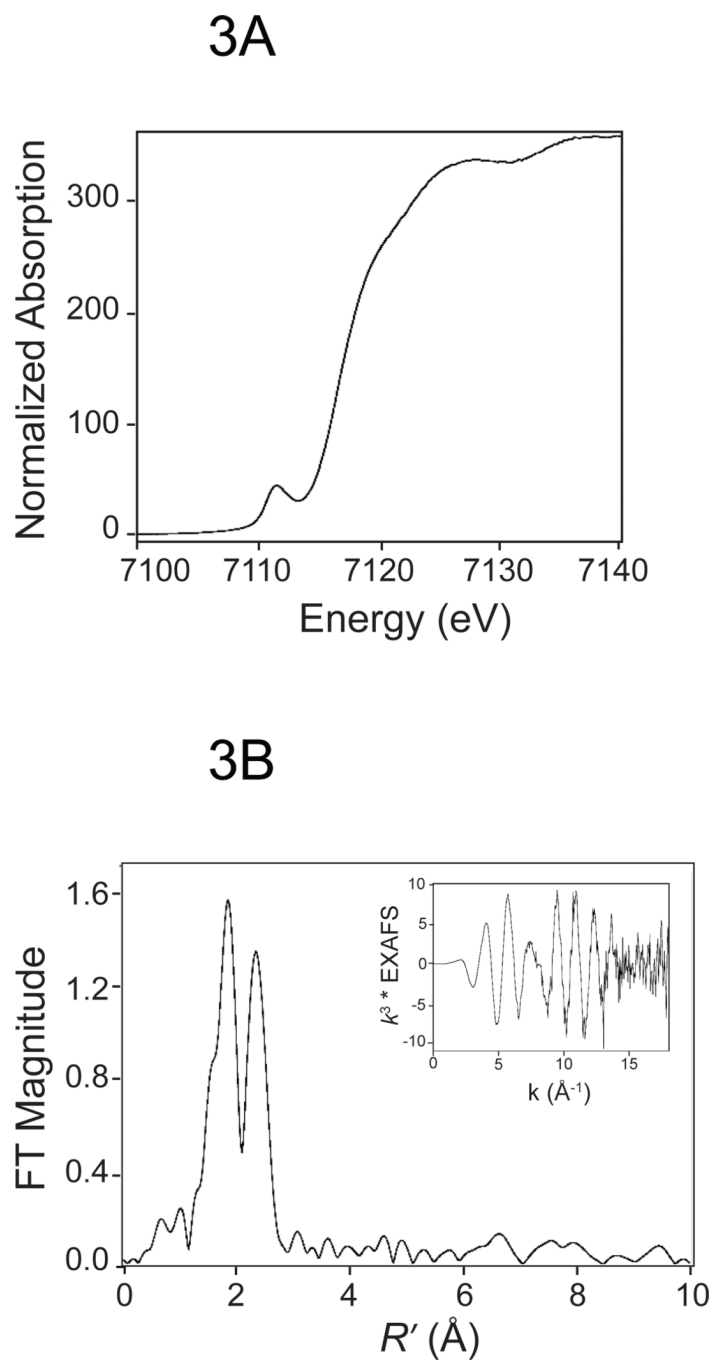 3A
Normalized Absorption
300
200
100
0
7100 7110 7120 7130 7140
Energy (eV)
3B
FT Magnitude
1.6
1.2
0.8
0.4
0.0
0 2 4 6 8 10
R′ (Å)
k³ * EXAFS
10
5
0
-5
-10
0 5 10 15
k (Å⁻¹)